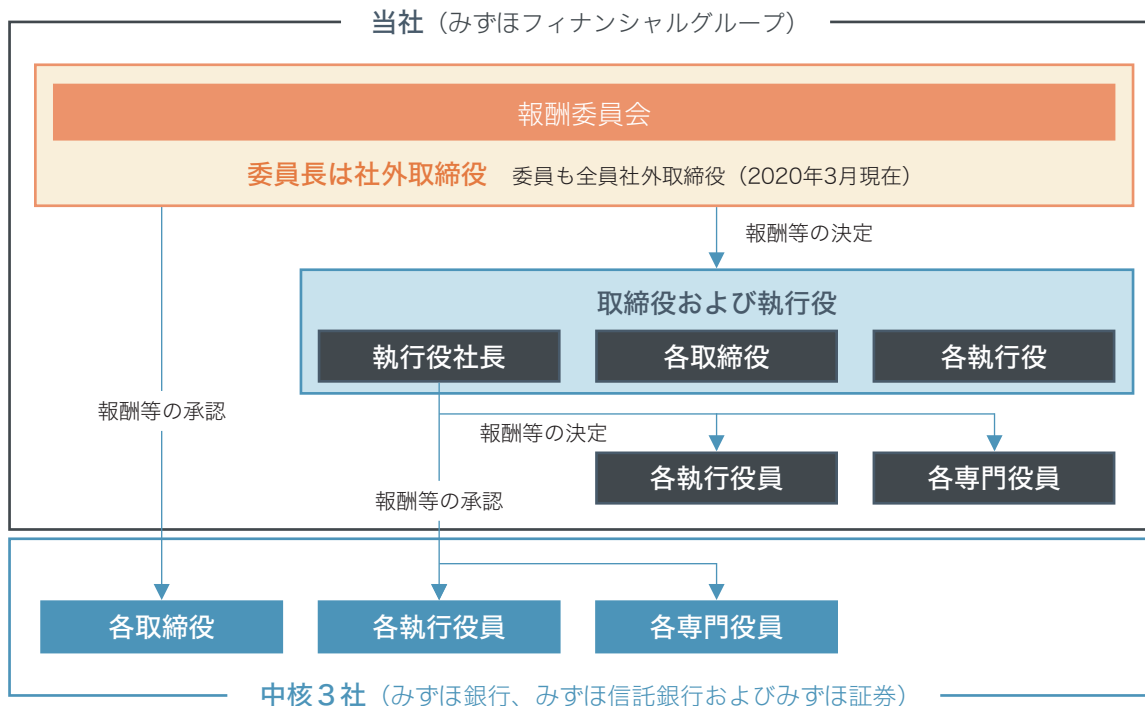 当社（みずほフィナンシャルグループ）
報酬委員会
委員長は社外取締役 委員も全員社外取締役（2020年3月現在）
報酬等の決定
取締役および執行役
執行役社長 各取締役 各執行役
報酬等の承認
報酬等の決定
各執行役員 各専門役員
報酬等の承認
各取締役 各執行役員 各専門役員
中核３社（みずほ銀行、みずほ信託銀行およびみずほ証券）